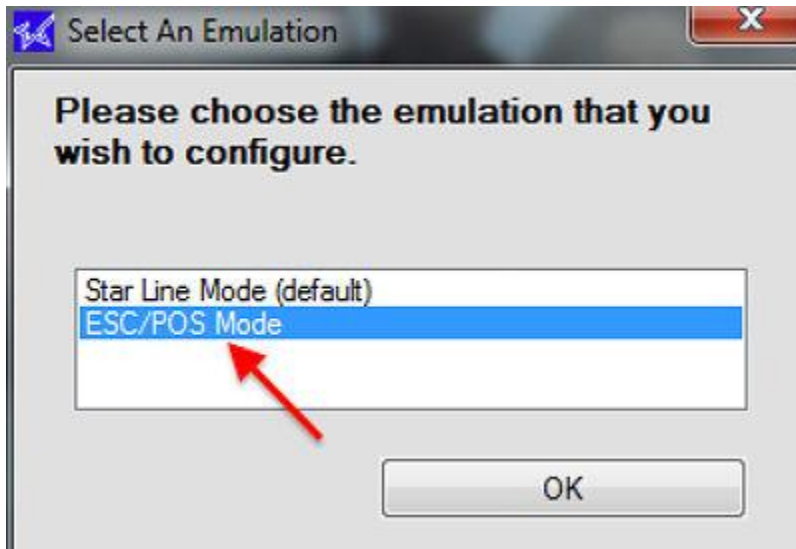 Select An Emulation
Please choose the emulation that you
wish to configure.
Star Line Mode (default)
ESC/POS Mode
OK